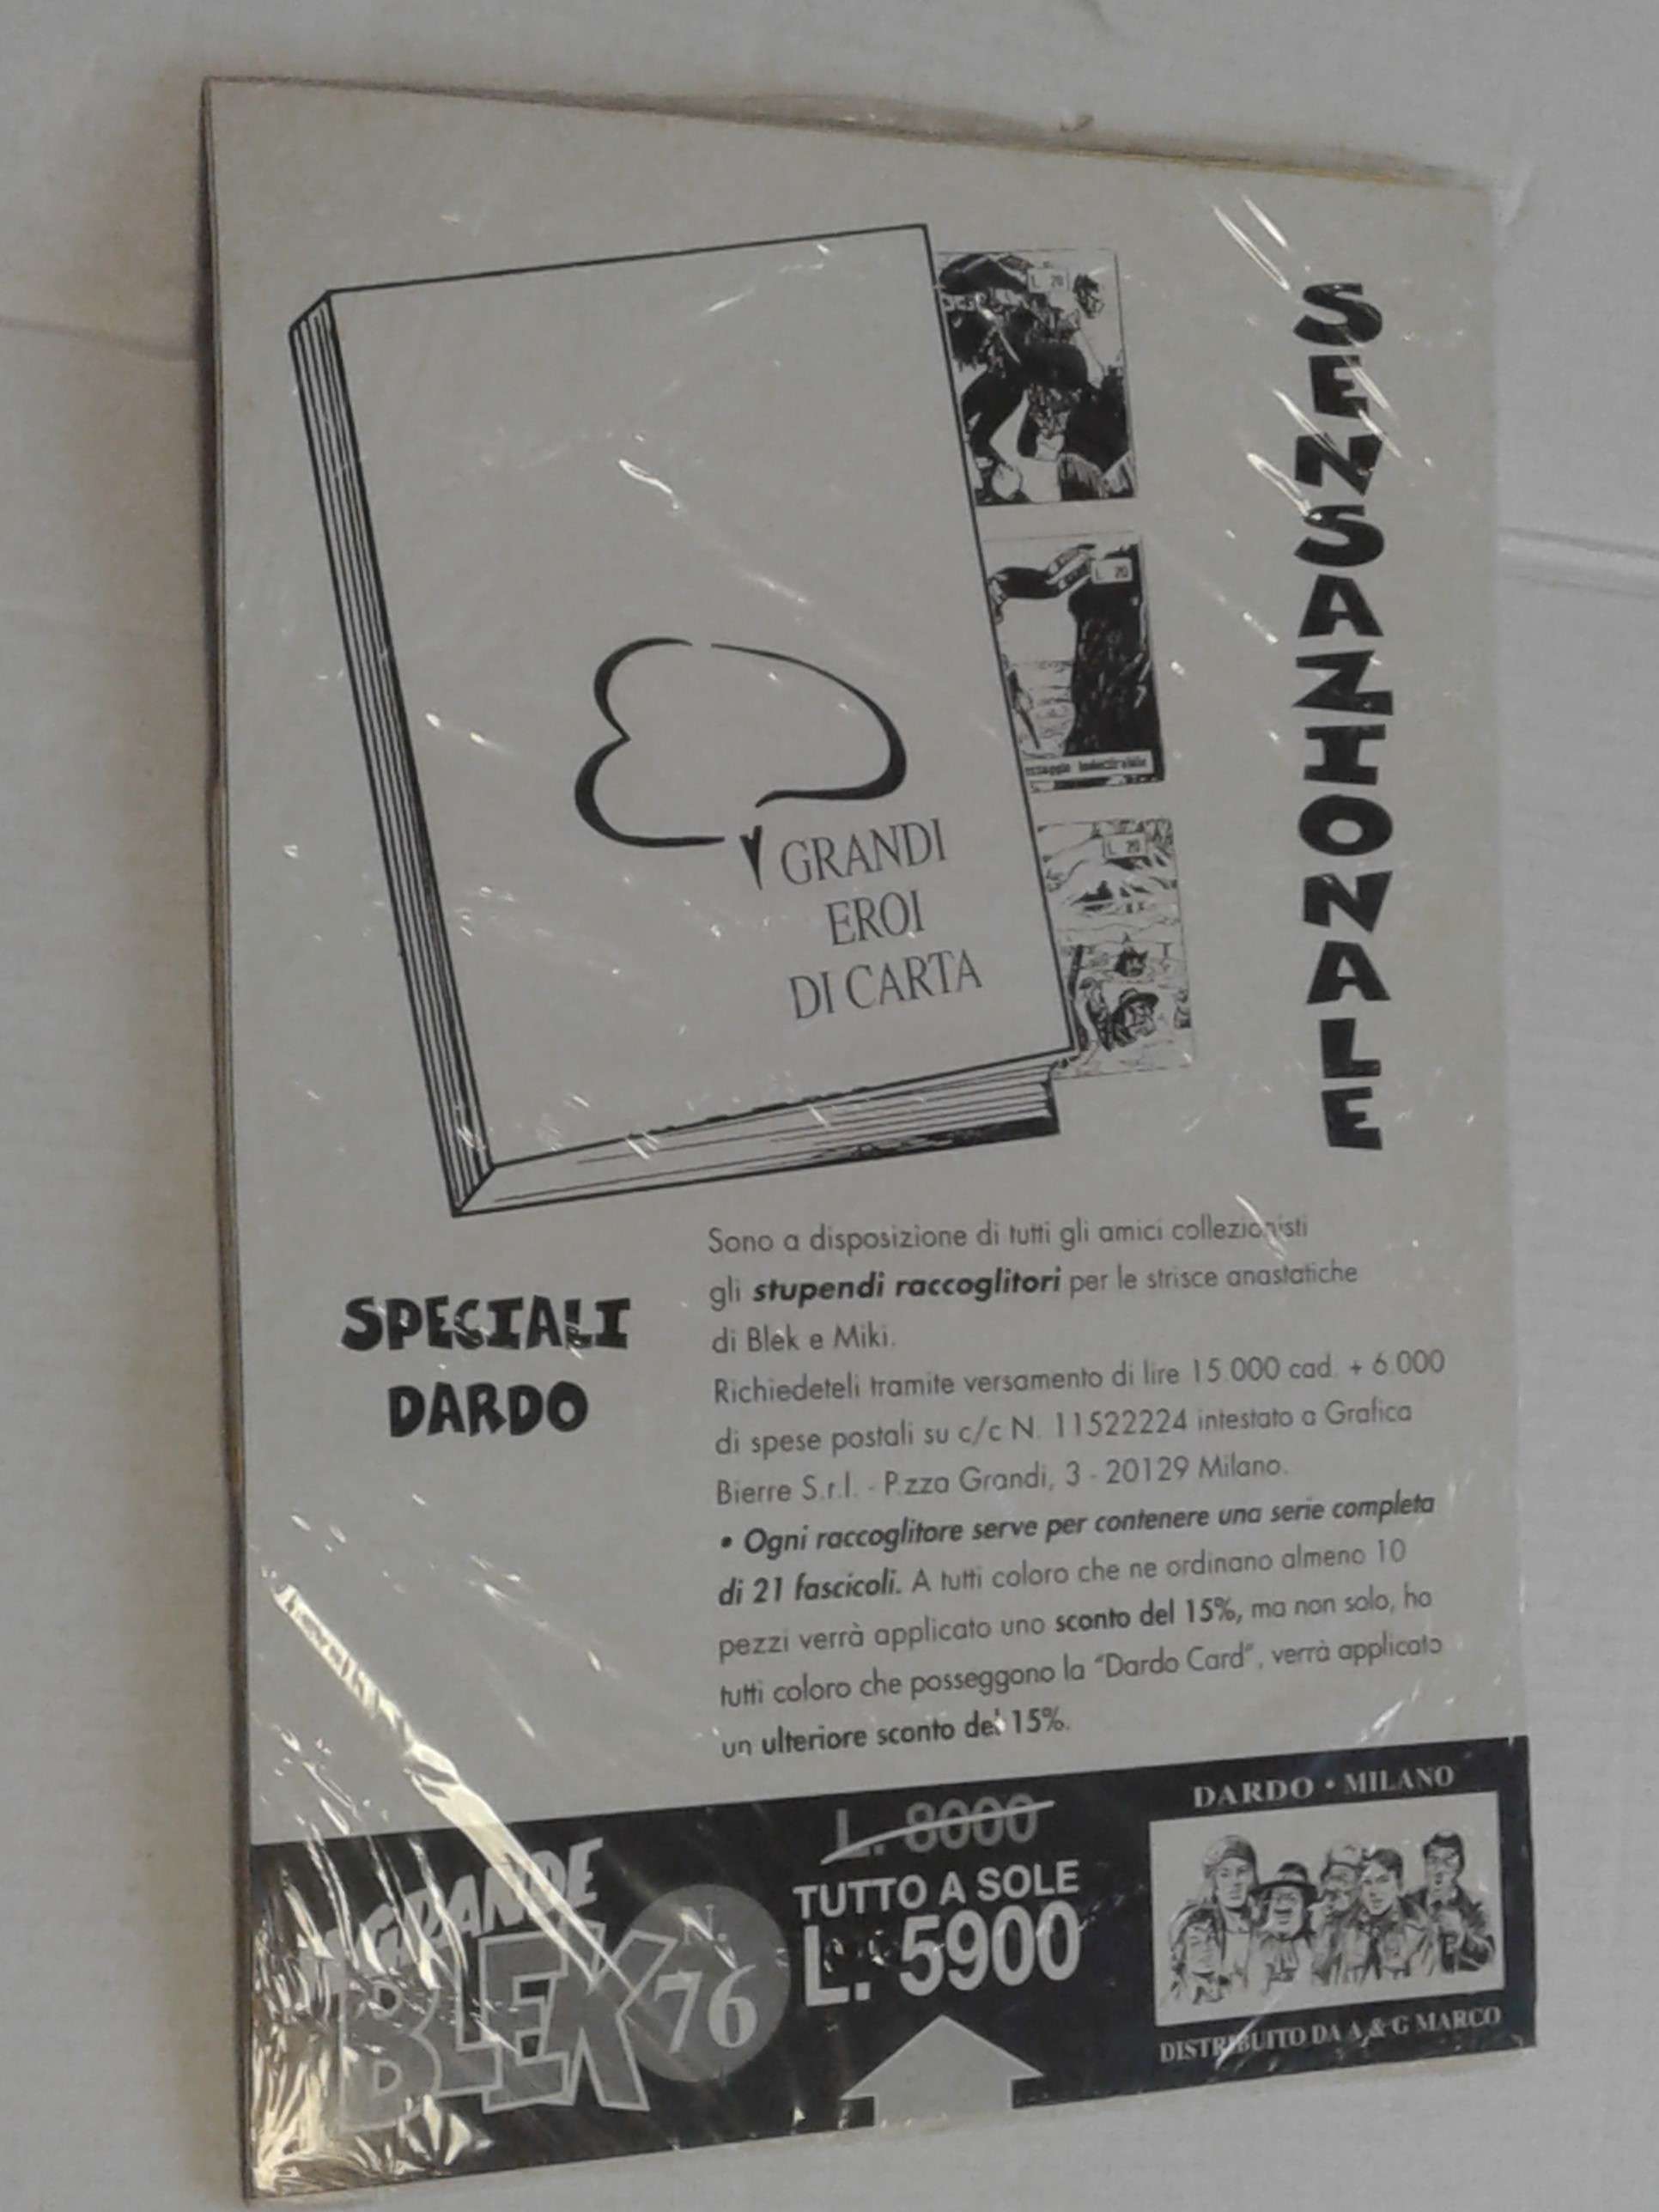 SENSAZIONALE
L. 20
L. 20
L. 20
GRANDI
EROI
DI CARTA
SPECIALI
DARDO
Sono a disposizione di tutti gli amici collezionisti
gli stupendi raccoglitori per le strisce anastatiche
di Blek e Miki.
Richiedeteli tramite versamento di lire 15.000 cad. + 6.000
di spese postali su c/c N. 11522224 intestato a Grafica
Bierre S.r.l. - P.zza Grandi, 3 - 20129 Milano.
• Ogni raccoglitore serve per contenere una serie completa
di 21 fascicoli. A tutti coloro che ne ordinano almeno 10
pezzi verrà applicato uno sconto del 15%, ma non solo, ha
tutti coloro che posseggono la "Dardo Card", verrà applicato
un ulteriore sconto del 15%.
GRANDE
BLEK
N.
76
L. 8000
TUTTO A SOLE
L. 5900
DARDO • MILANO
DISTRIBUITO DA A & G MARCO